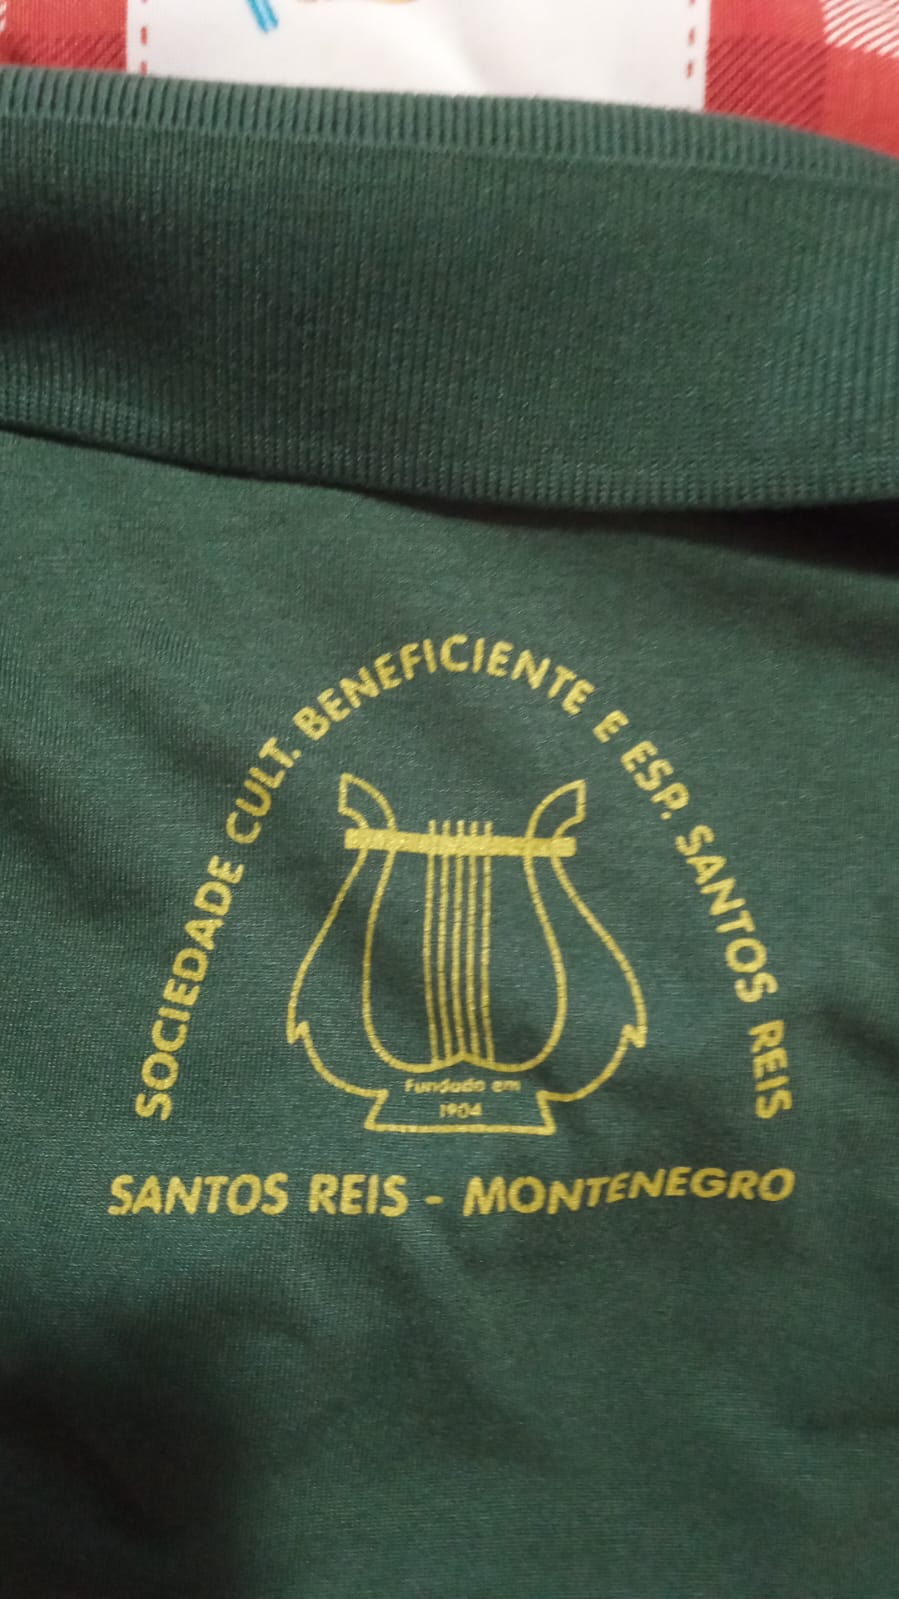 SOCIEDADE CULT. BENEFICIENTE E ESP. SANTOS REIS
Fundado em
1904
SANTOS REIS - MONTENEGRO